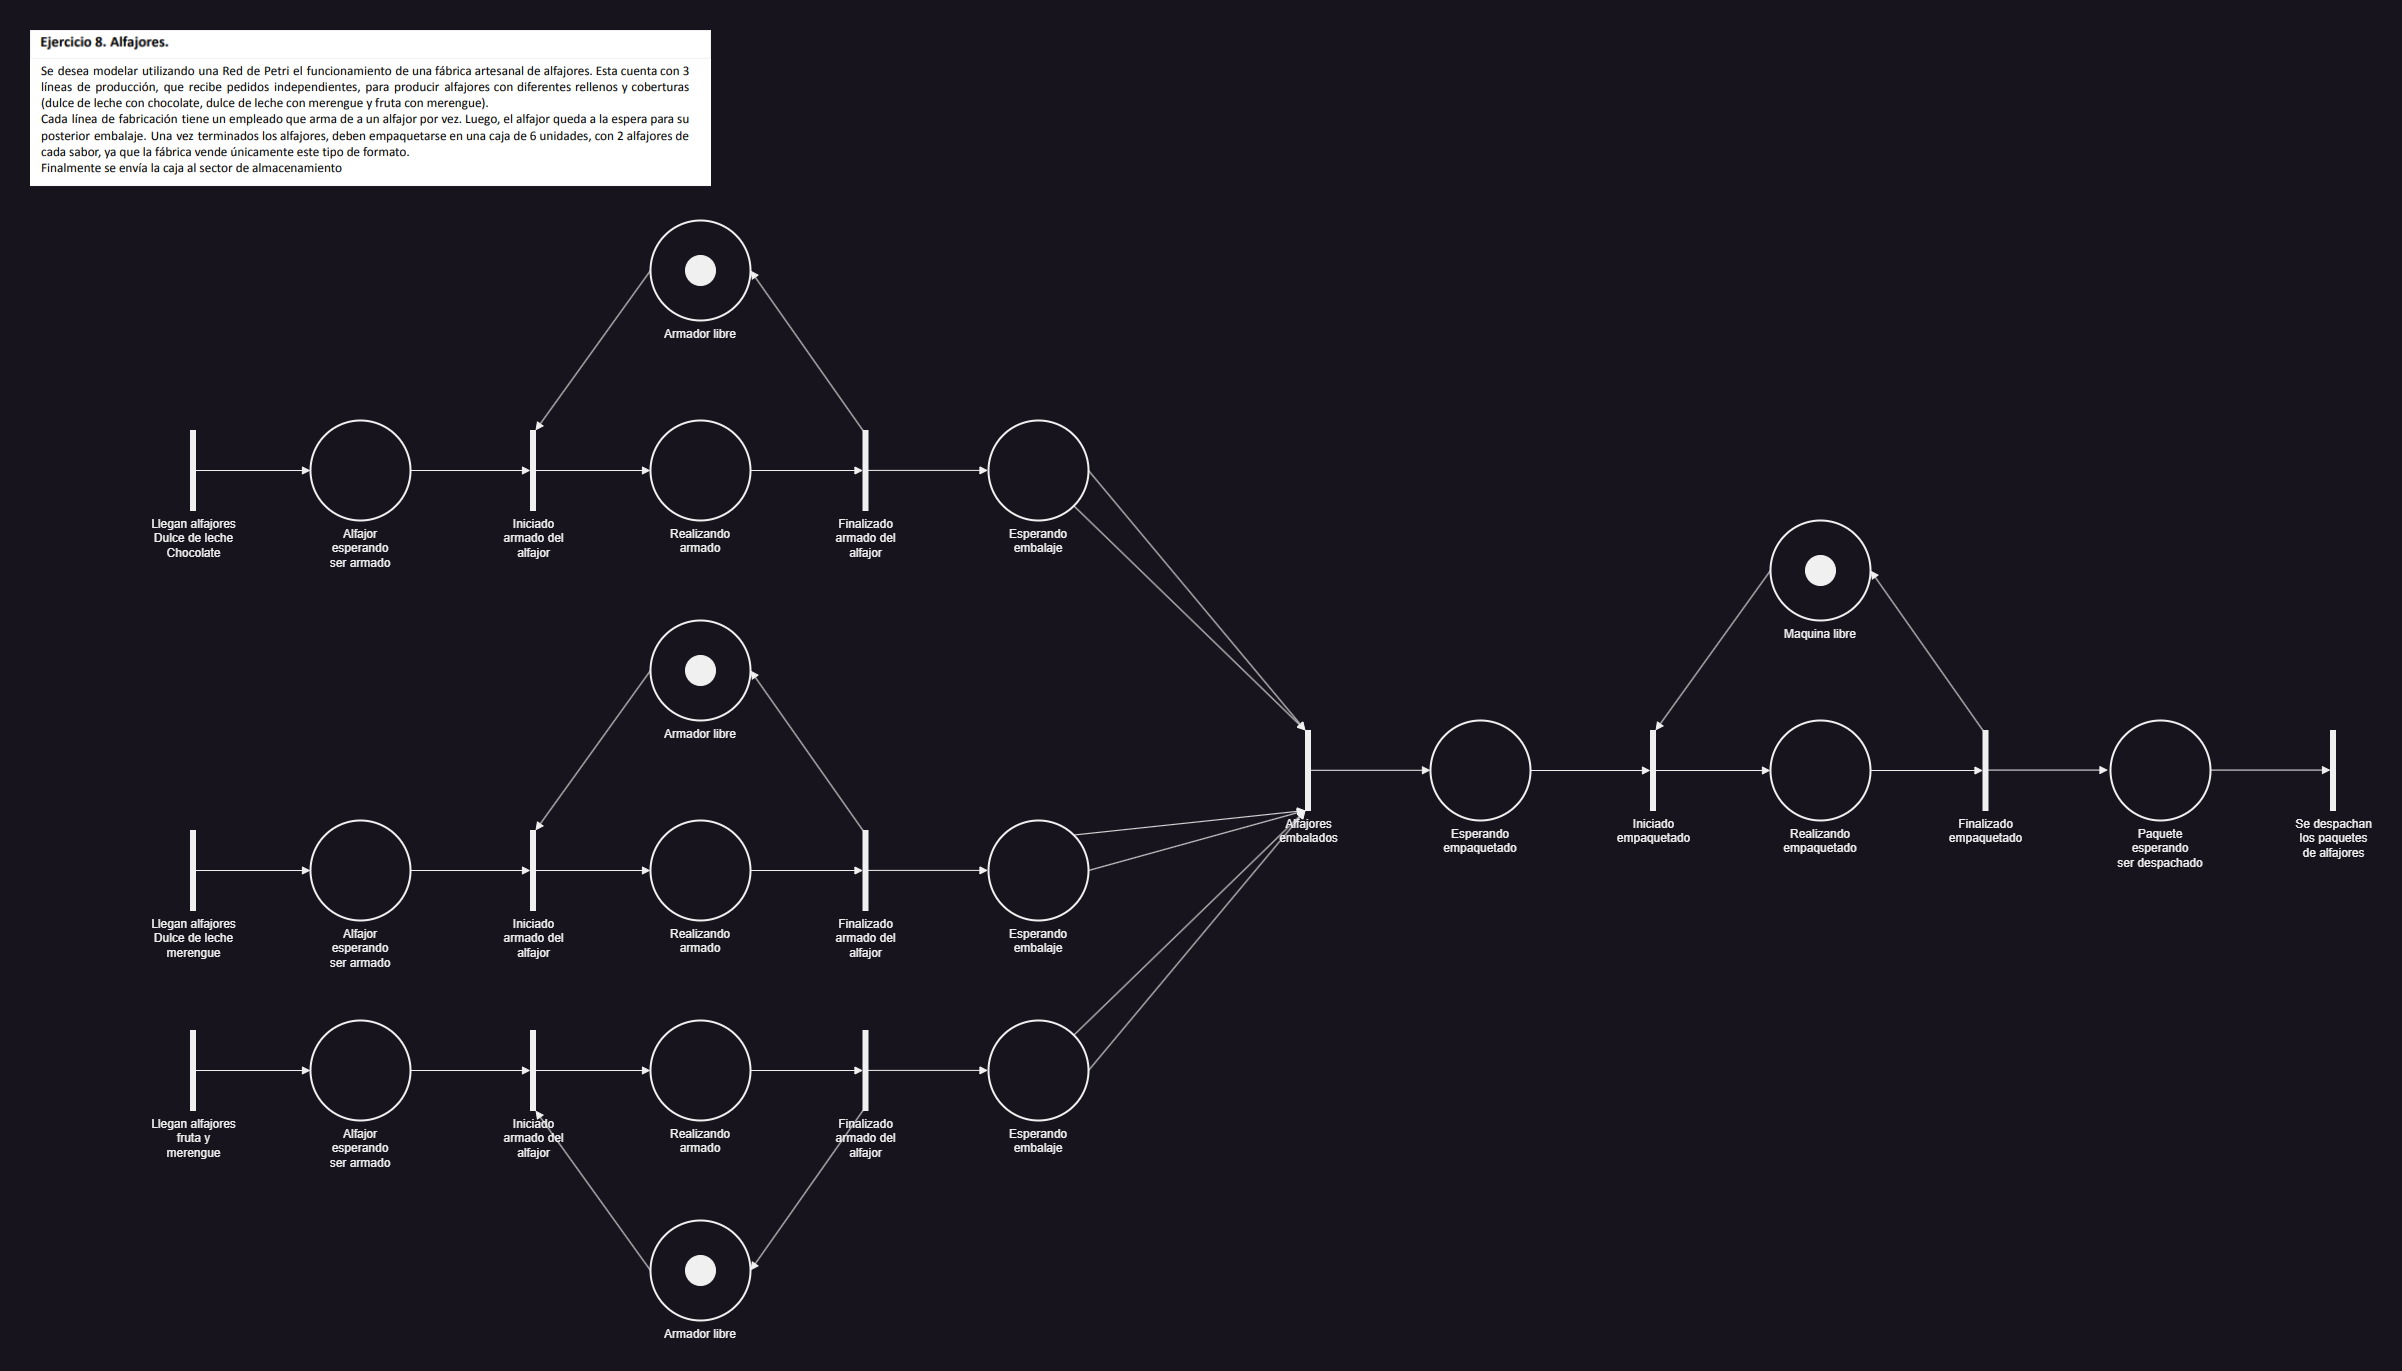 Ejercicio 8. Alfajores.
Se desea modelar utilizando una Red de Petri el funcionamiento de una fábrica artesanal de alfajores. Esta cuenta con 3
líneas de producción, que recibe pedidos independientes, para producir alfajores con diferentes rellenos y coberturas
(dulce de leche con chocolate, dulce de leche con merengue y fruta con merengue).
Cada línea de fabricación tiene un empleado que arma de a un alfajor por vez. Luego, el alfajor queda a la espera para su
posterior embalaje. Una vez terminados los alfajores, deben empaquetarse en una caja de 6 unidades, con 2 alfajores de
cada sabor, ya que la fábrica vende únicamente este tipo de formato.
Finalmente se envía la caja al sector de almacenamiento
Armador libre
Llegan alfajores
Dulce de leche
Chocolate
Alfajor
esperando
ser armado
Iniciado
armado del
alfajor
Realizando
armado
Finalizado
armado del
alfajor
Esperando
embalaje
Armador libre
Llegan alfajores
Dulce de leche
merengue
Alfajor
esperando
ser armado
Iniciado
armado del
alfajor
Realizando
armado
Finalizado
armado del
alfajor
Esperando
embalaje
Llegan alfajores
fruta y
merengue
Alfajor
esperando
ser armado
Iniciado
armado del
alfajor
Realizando
armado
Finalizado
armado del
alfajor
Esperando
embalaje
Armador libre
Alfajores
embalados
Esperando
empaquetado
Maquina libre
Iniciado
empaquetado
Realizando
empaquetado
Finalizado
empaquetado
Paquete
esperando
ser despachado
Se despachan
los paquetes
de alfajores